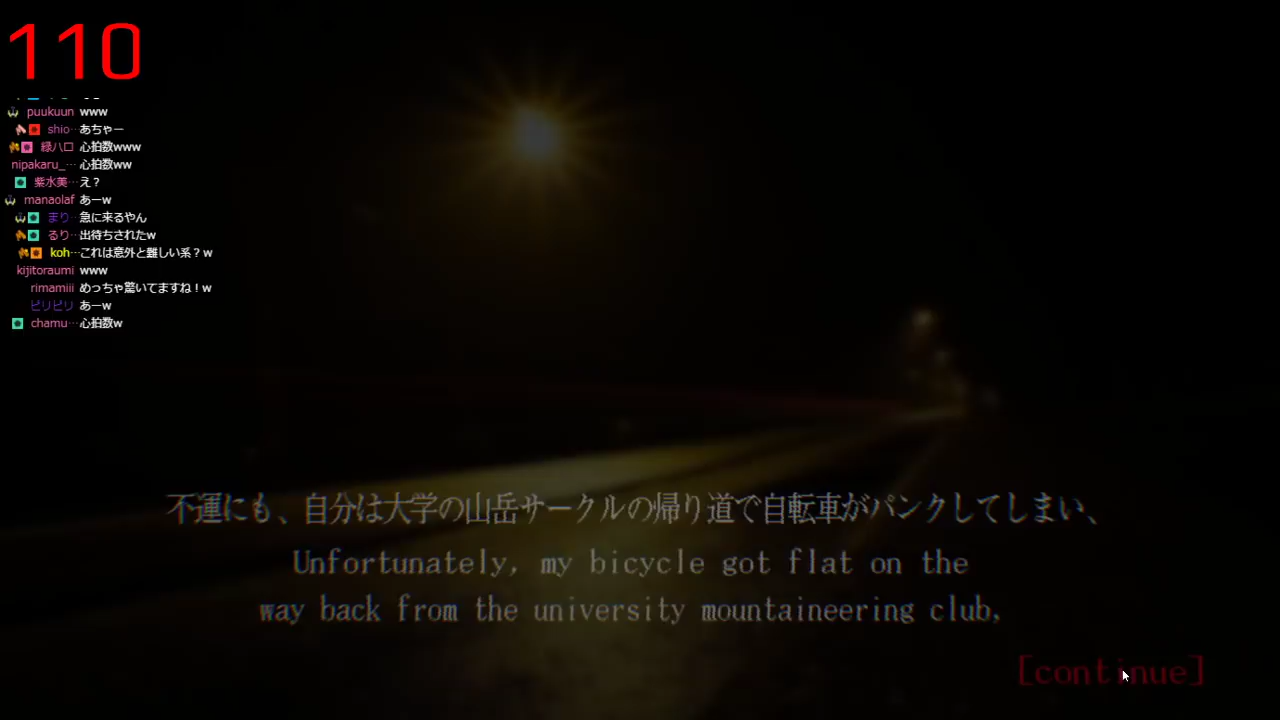 110
puukuun www
shio… あちゃー
緑ハロ 心拍数www
nipakaru_… 心拍数ww
紫水美… え？
manaolaf あーw
まり… 急に来るやん
るり… 出待ちされたw
koh… これは意外と難しい系？w
kijitoraumi www
rimamiii めっちゃ驚いてますね！w
ピリピリ あーw
chamu… 心拍数w
不運にも、自分は大学の山岳サークルの帰り道で自転車がパンクしてしまい、
Unfortunately, my bicycle got flat on the
way back from the university mountaineering club,
[continue]